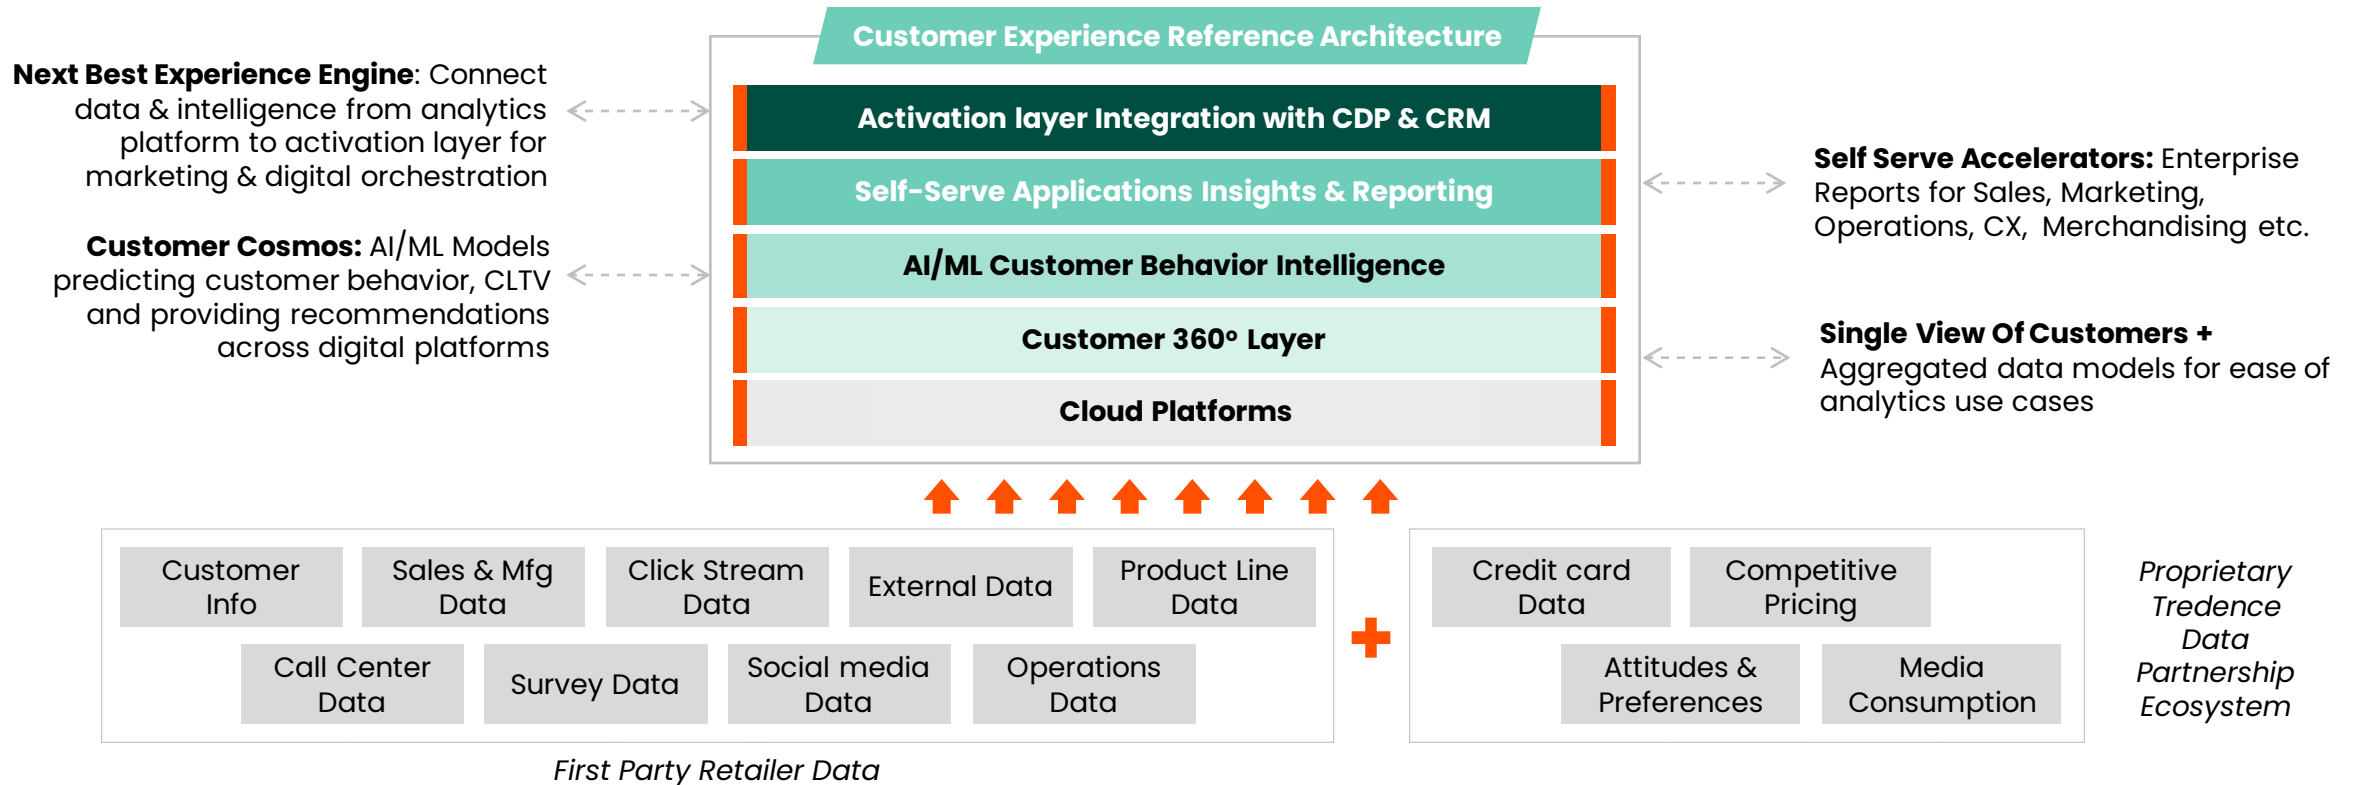 Customer Experience Reference Architecture
Next Best Experience Engine: Connect
data & intelligence from analytics
platform to activation layer for
marketing & digital orchestration
Customer Cosmos: AI/ML Models
predicting customer behavior, CLTV
and providing recommendations
across digital platforms
Activation layer Integration with CDP & CRM
Self-Serve Applications Insights & Reporting
AI/ML Customer Behavior Intelligence
Customer 360º Layer
Cloud Platforms
Self Serve Accelerators: Enterprise
Reports for Sales, Marketing,
Operations, CX, Merchandising etc.
Single View Of Customers +
Aggregated data models for ease of
analytics use cases
Customer
Info
Sales & Mfg
Data
Click Stream
Data
External Data
Product Line
Data
Call Center
Data
Survey Data
Social media
Data
Operations
Data
First Party Retailer Data
Credit card
Data
Competitive
Pricing
Attitudes &
Preferences
Media
Consumption
Proprietary
Tredence
Data
Partnership
Ecosystem